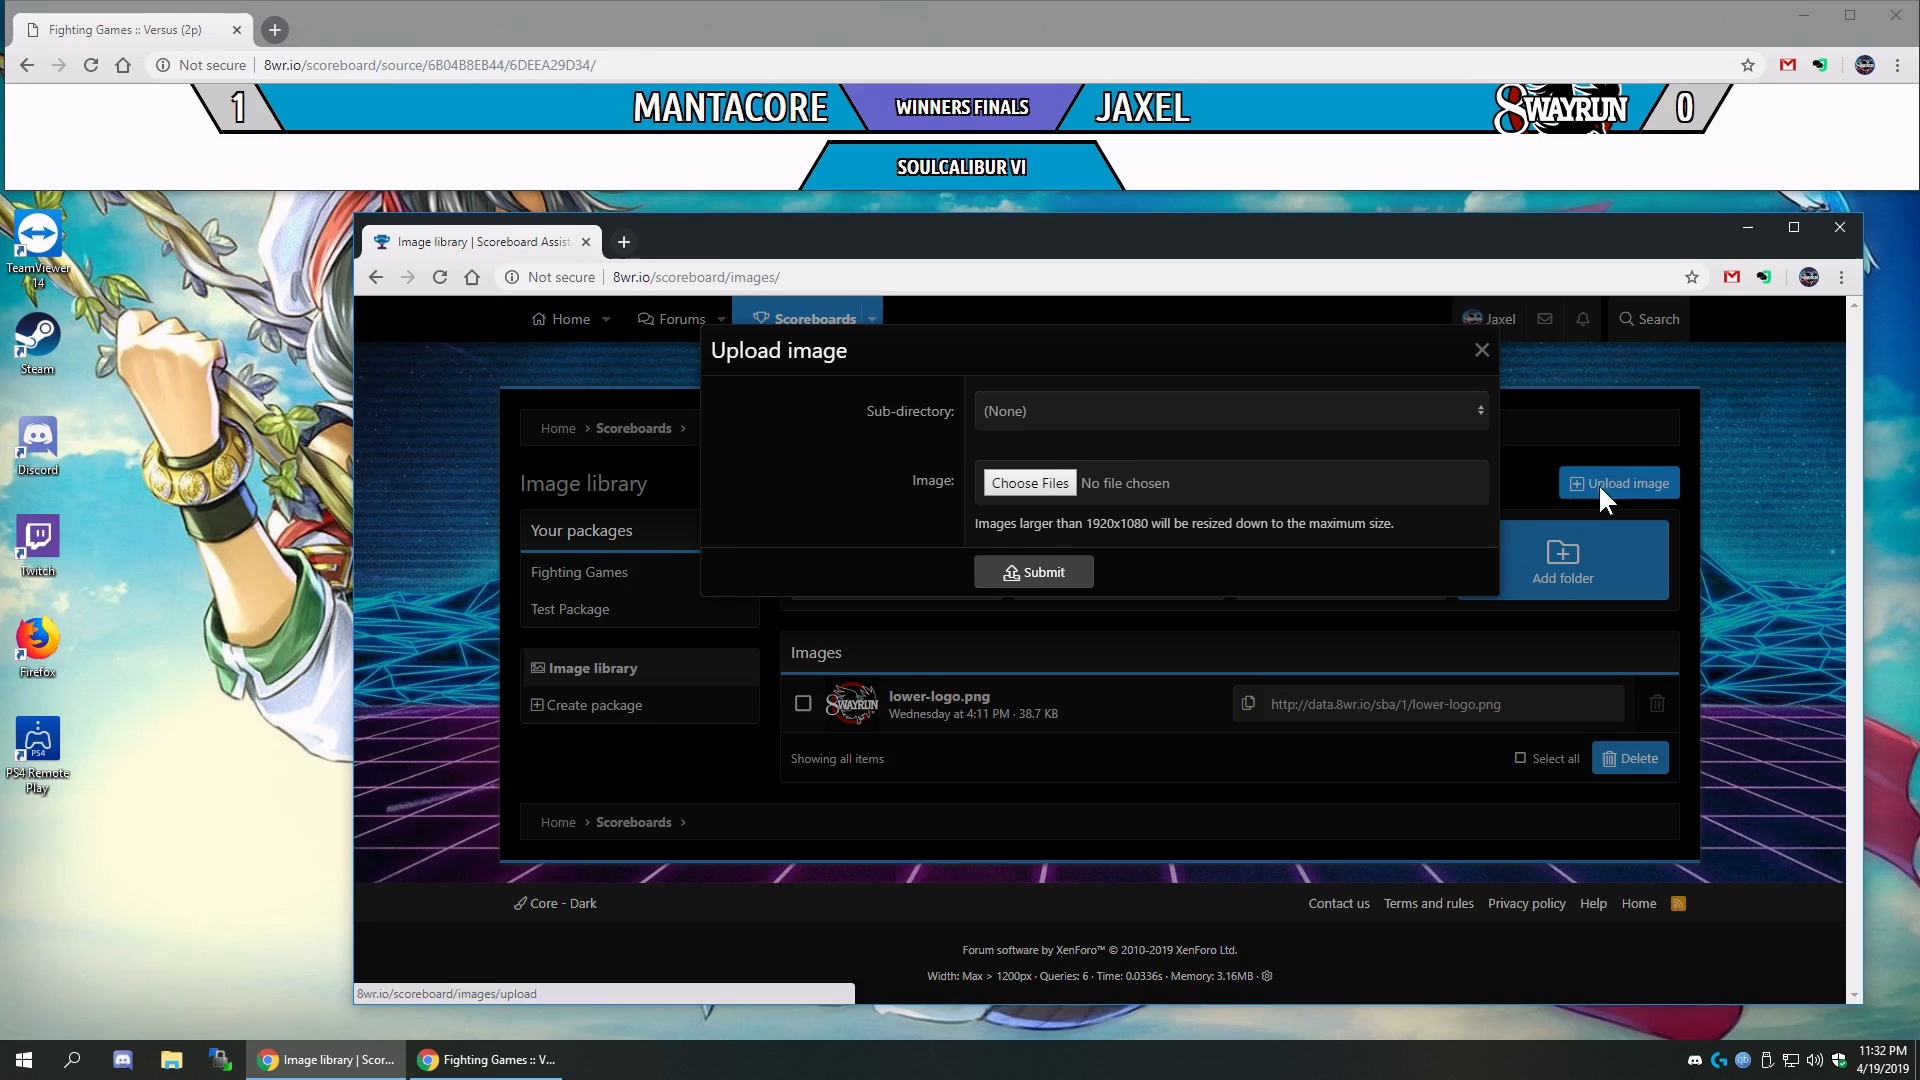 Fighting Games :: Versus (2p)
Not secure
8wr.io/scoreboard/source/6B04B8EB44/6DEEA29D34/
1
MANTACORE
WINNERS FINALS
JAXEL
8WAYRUN
0
SOULCALIBUR VI
TeamViewer
14
Steam
Discord
Twitch
Firefox
PS4
PS4 Remote
Play
Image library | Scoreboard Assist
Not secure
8wr.io/scoreboard/images/
Home
Forums
Scoreboards
Jaxel
Search
Upload image
Sub-directory:
(None)
Image:
Choose Files
No file chosen
Images larger than 1920x1080 will be resized down to the maximum size.
Submit
Home
Scoreboards
Image library
Upload image
Your packages
Fighting Games
Test Package
Add folder
Image library
Create package
Images
8WAYRUN
lower-logo.png
Wednesday at 4:11 PM · 38.7 KB
http://data.8wr.io/sba/1/lower-logo.png
Showing all items
Select all
Delete
Home
Scoreboards
Core - Dark
Contact us
Terms and rules
Privacy policy
Help
Home
Forum software by XenForo™ © 2010-2019 XenForo Ltd.
Width: Max > 1200px · Queries: 6 · Time: 0.0336s · Memory: 3.16MB ·
8wr.io/scoreboard/images/upload
Image library | Scor...
Fighting Games :: V...
11:32 PM
4/19/2019